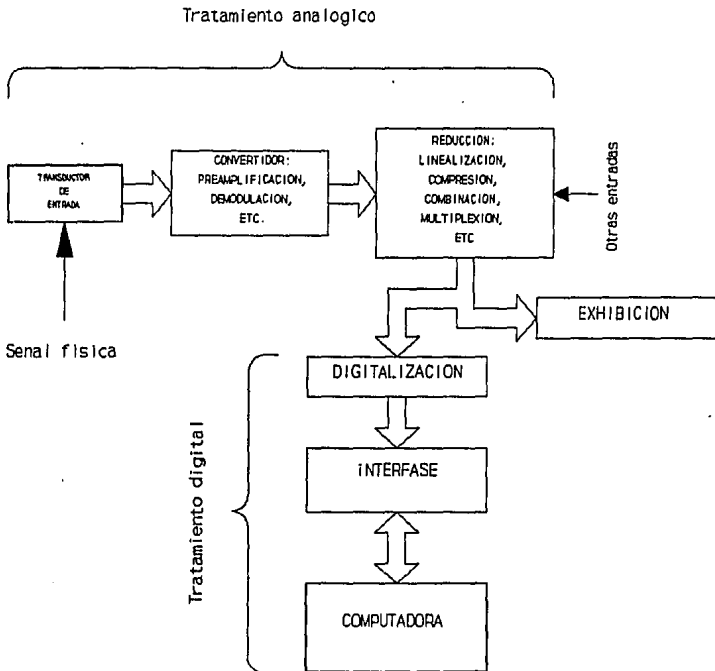 Tratamiento analogico
TRANSDUCTOR
DE
ENTRADA
CONVERTIDOR:
PREAMPLIFICACION,
DEMODULACION,
ETC.
REDUCCION:
LINEALIZACION,
COMPRESION,
COMBINACION,
MULTIPLEXION,
ETC
Otras entradas
Senal fisica
EXHIBICION
Tratamiento digital
DIGITALIZACION
INTERFASE
COMPUTADORA